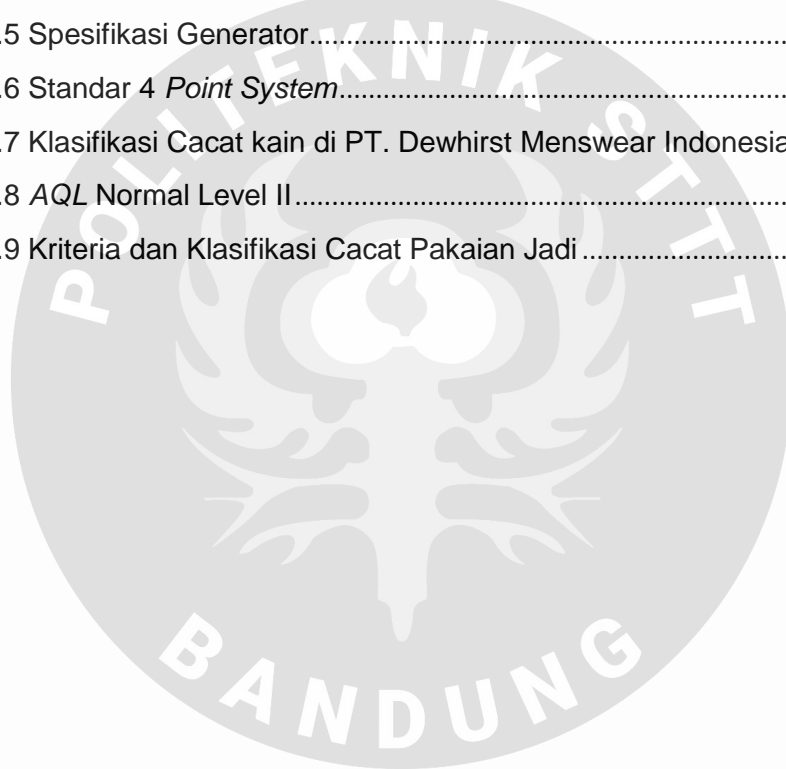 .5 Spesifikasi Generator
.6 Standar 4 Point System
.7 Klasifikasi Cacat kain di PT. Dewhirst Menswear Indonesia
.8 AQL Normal Level II
.9 Kriteria dan Klasifikasi Cacat Pakaian Jadi
POLITEKNIK STTT
BANDUNG